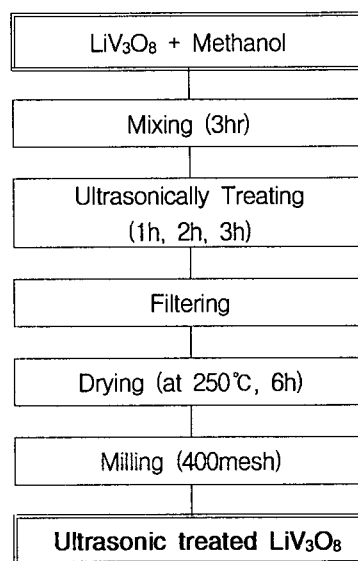 LiV₃O₈ + Methanol
Mixing (3hr)
Ultrasonically Treating
(1h, 2h, 3h)
Filtering
Drying (at 250℃, 6h)
Milling (400mesh)
Ultrasonic treated LiV₃O₈